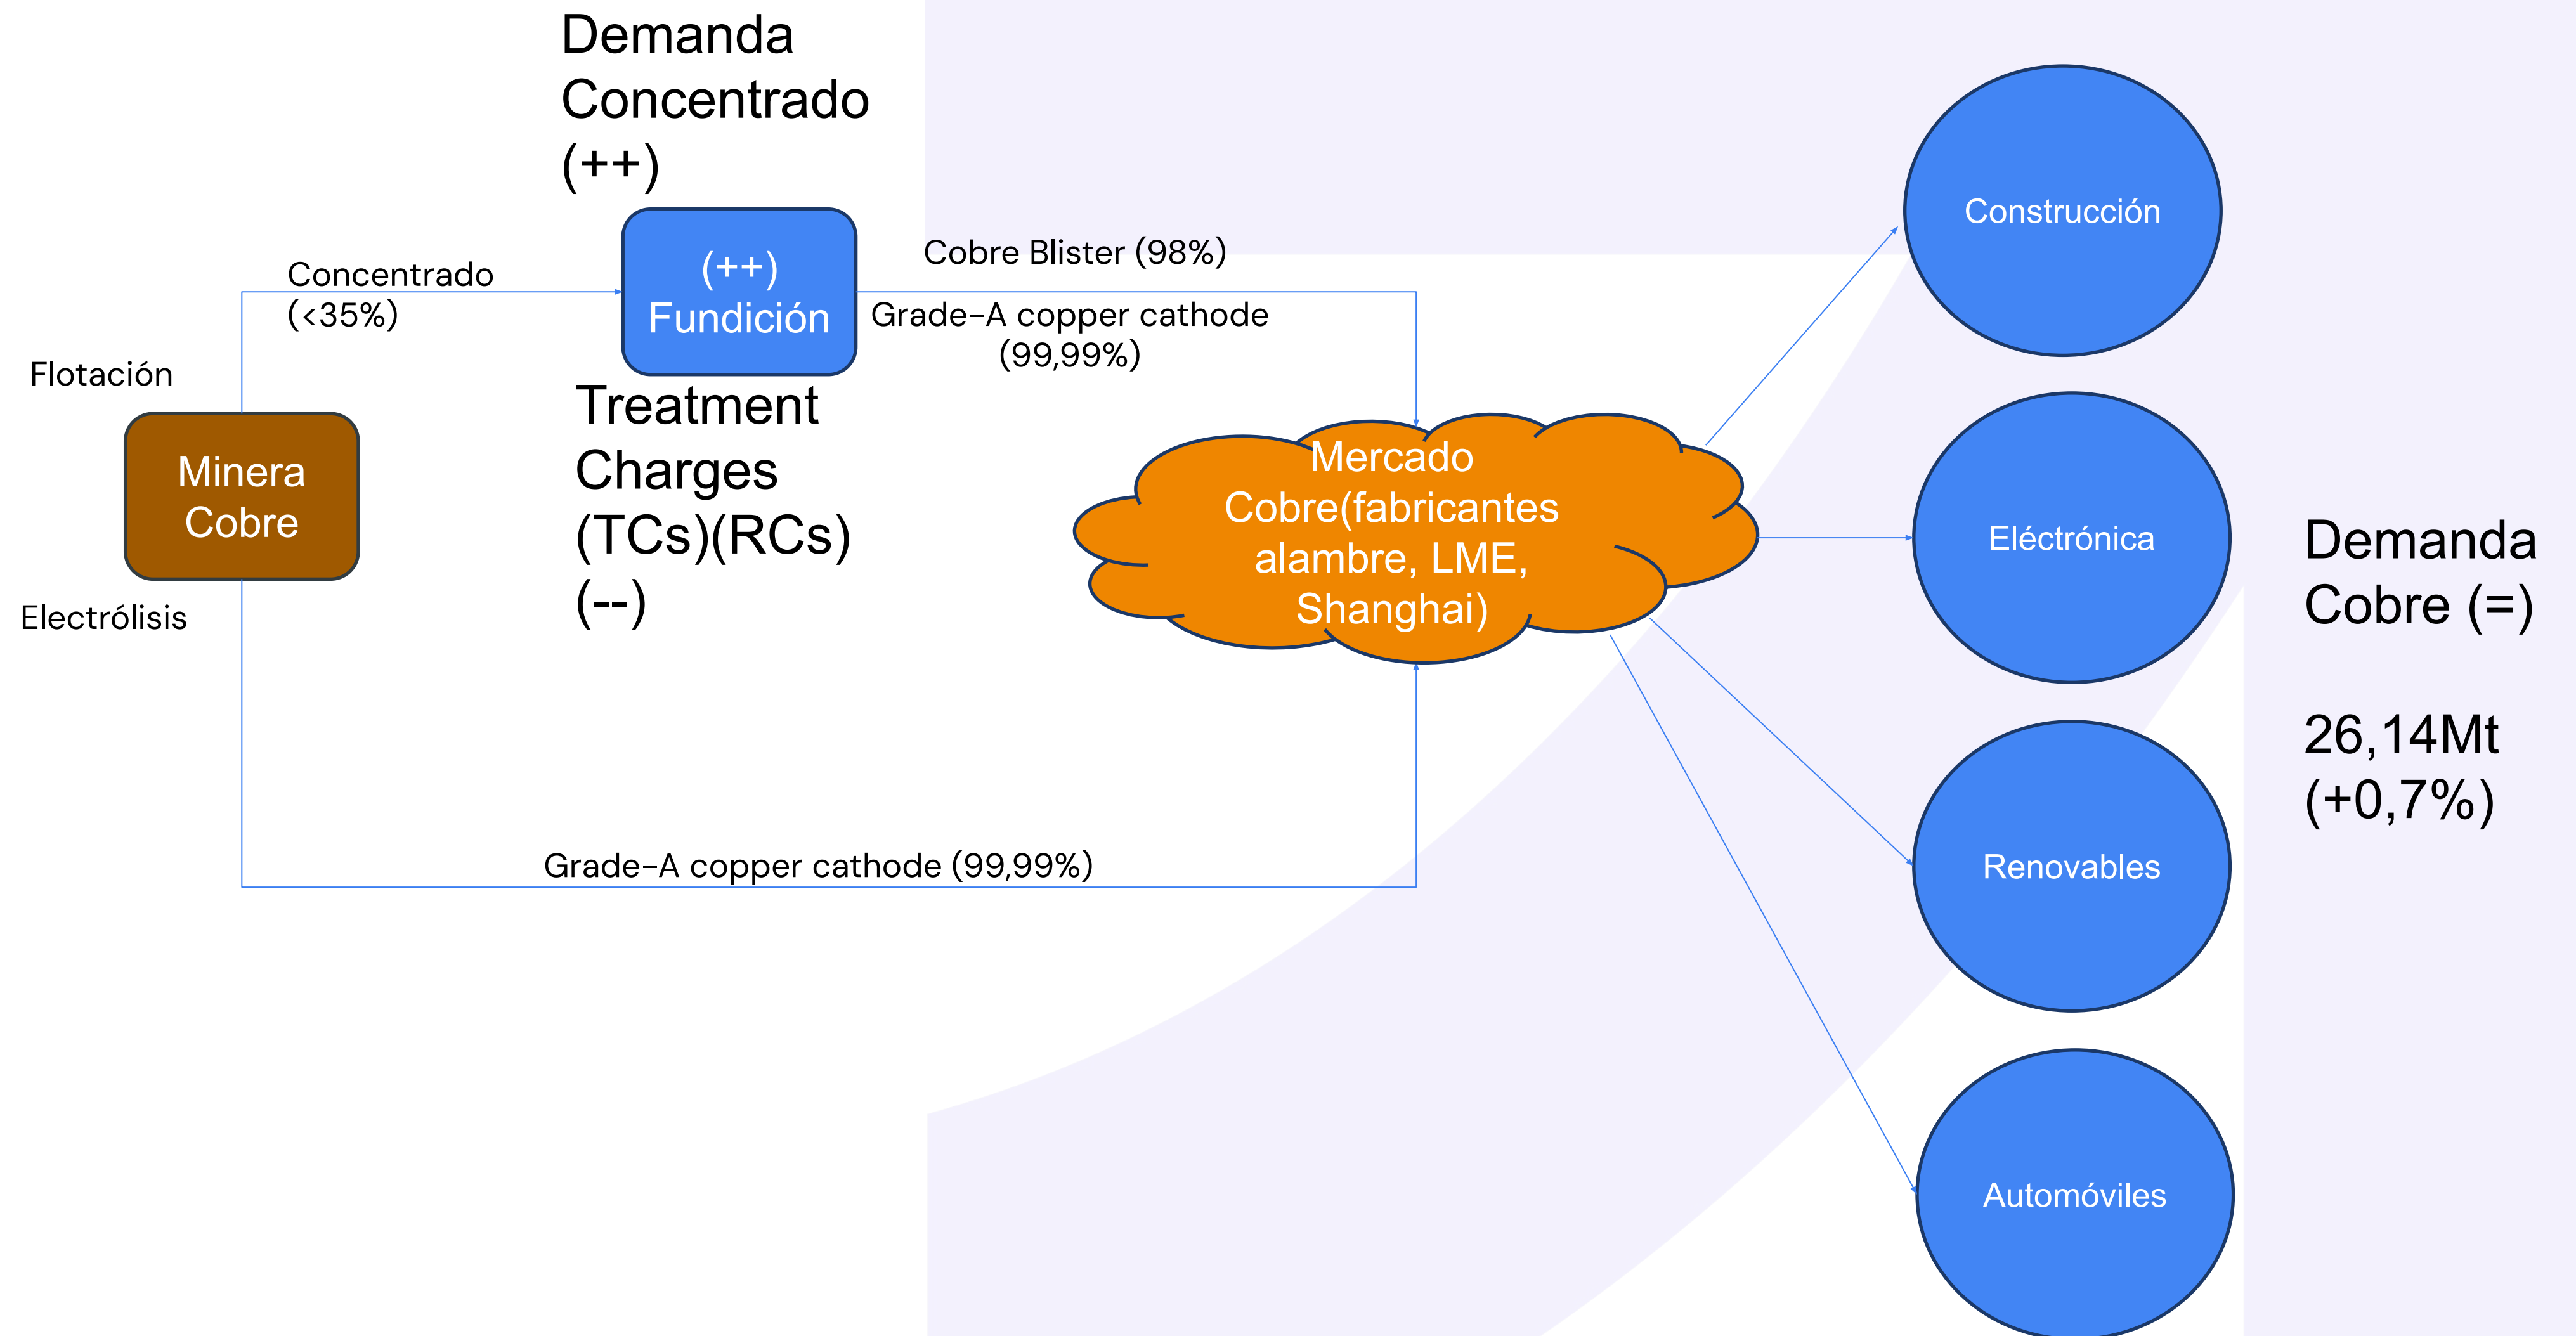 Demanda
Concentrado
(++)
Concentrado
(<35%)
(++)
Fundición
Cobre Blister (98%)
Grade-A copper cathode
(99,99%)
Flotación
Minera
Cobre
Electrólisis
Treatment
Charges
(TCs)(RCs)
(--)
Mercado
Cobre(fabricantes
alambre, LME,
Shanghai)
Grade-A copper cathode (99,99%)
Construcción
Eléctrónica
Renovables
Automóviles
Demanda
Cobre (=)
26,14Mt
(+0,7%)